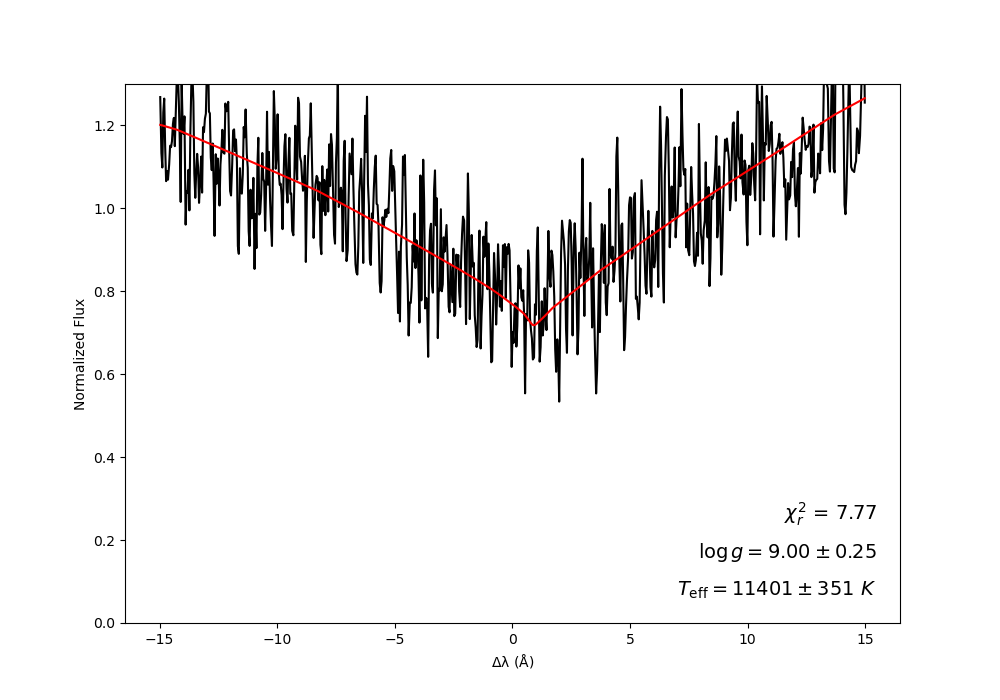 Normalized Flux
1.2
1.0
0.8
0.6
0.4
0.2
0.0
χ²ᵣ = 7.77
log g = 9.00 ± 0.25
T_eff = 11401 ± 351 K
−15 −10 −5 0 5 10 15
Δλ (Å)